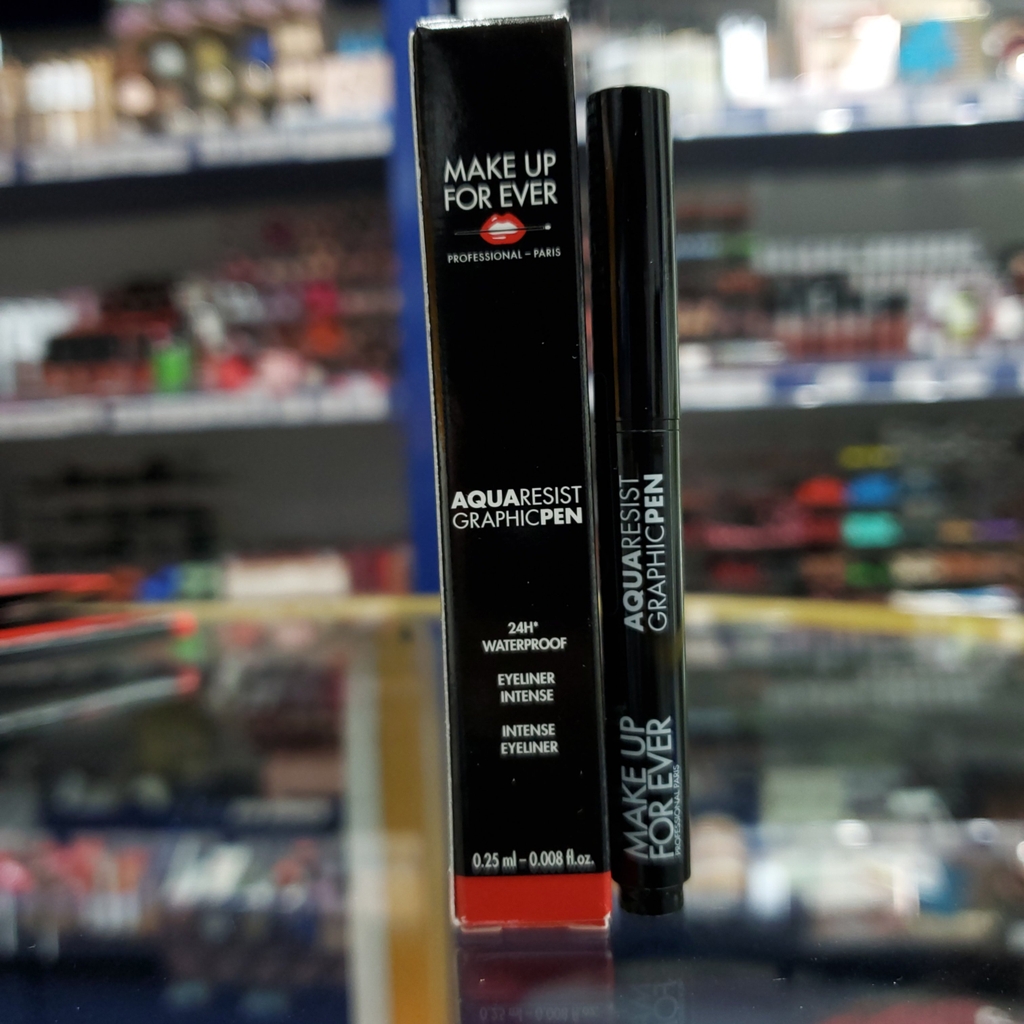 MAKE UP
FOR EVER
PROFESSIONAL – PARIS
AQUARESIST
GRAPHICPEN
24H*
WATERPROOF
EYELINER
INTENSE
INTENSE
EYELINER
0.25 ml – 0.008 fl.oz.
AQUARESIST
GRAPHICPEN
MAKE UP
FOR EVER
PROFESSIONAL PARIS